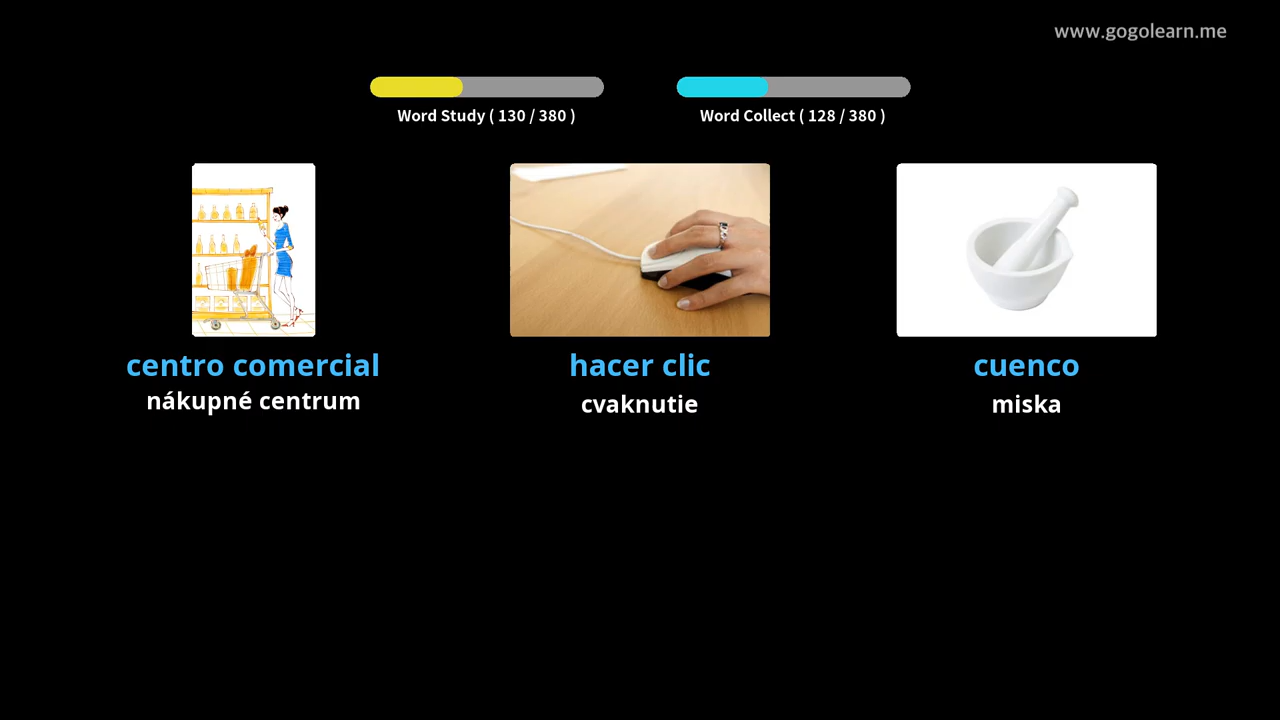 www.gogolearn.me
Word Study ( 130 / 380 )
Word Collect ( 128 / 380 )
centro comercial
nákupné centrum
hacer clic
cvaknutie
cuenco
miska